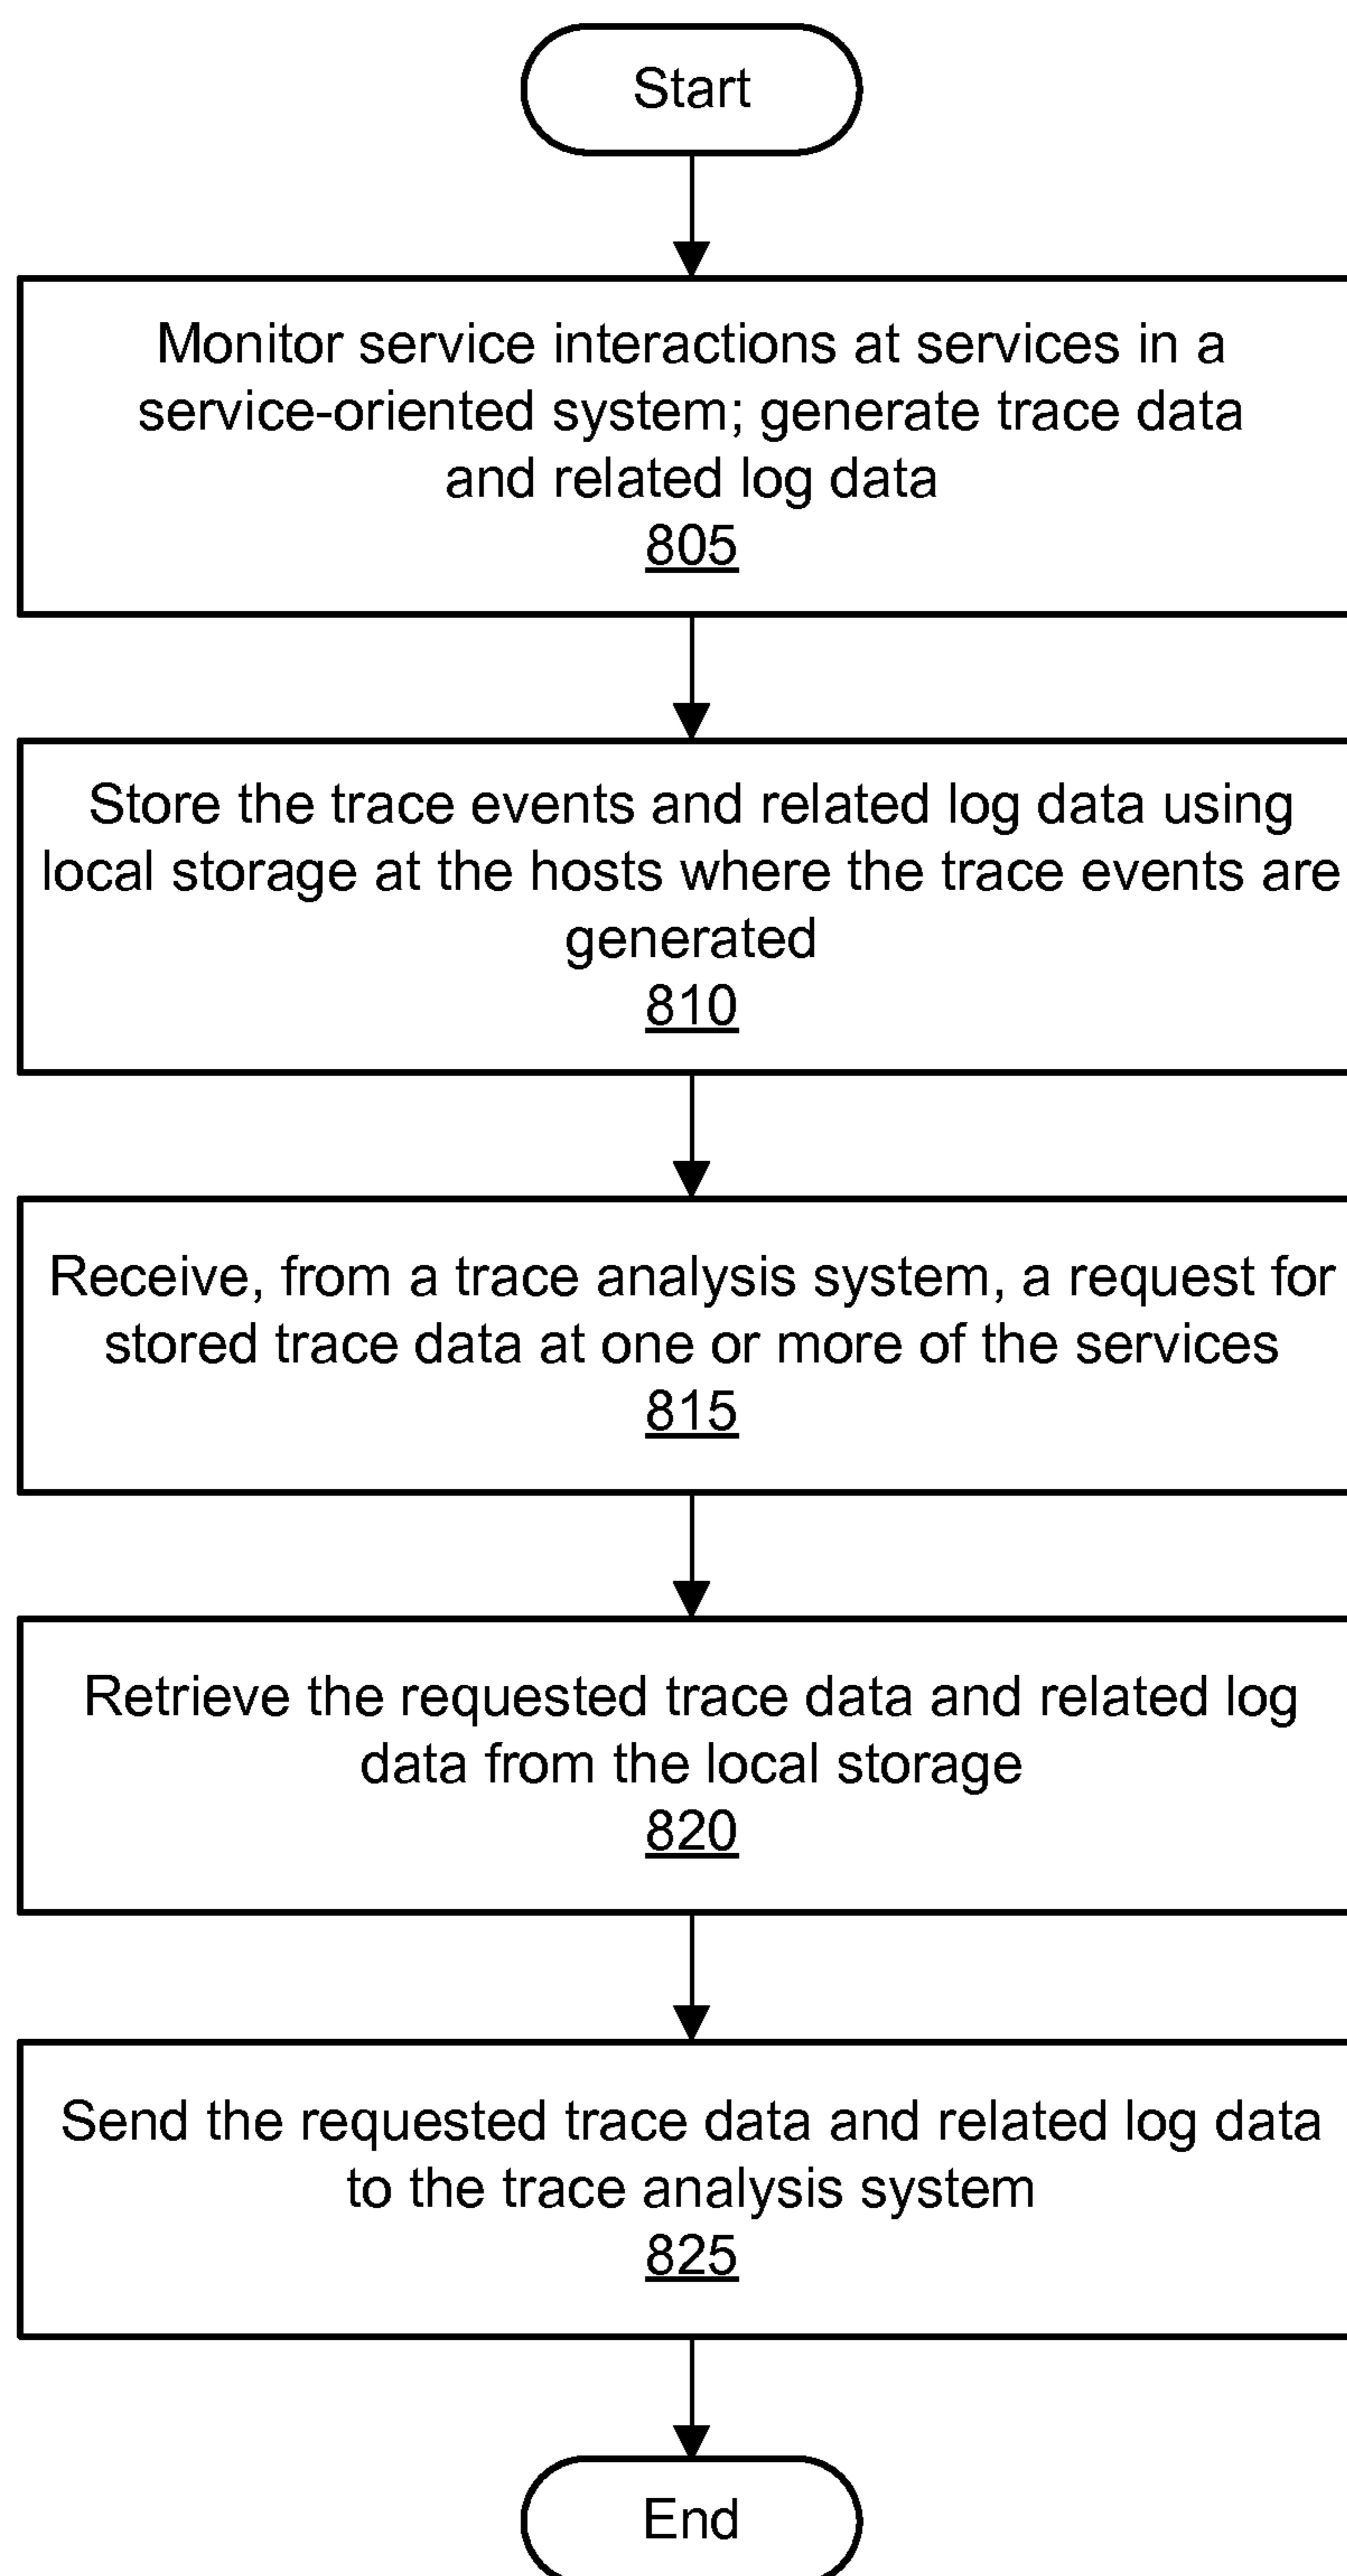 Start
Monitor service interactions at services in a
service-oriented system; generate trace data
and related log data
805
Store the trace events and related log data using
local storage at the hosts where the trace events are
generated
810
Receive, from a trace analysis system, a request for
stored trace data at one or more of the services
815
Retrieve the requested trace data and related log
data from the local storage
820
Send the requested trace data and related log data
to the trace analysis system
825
End